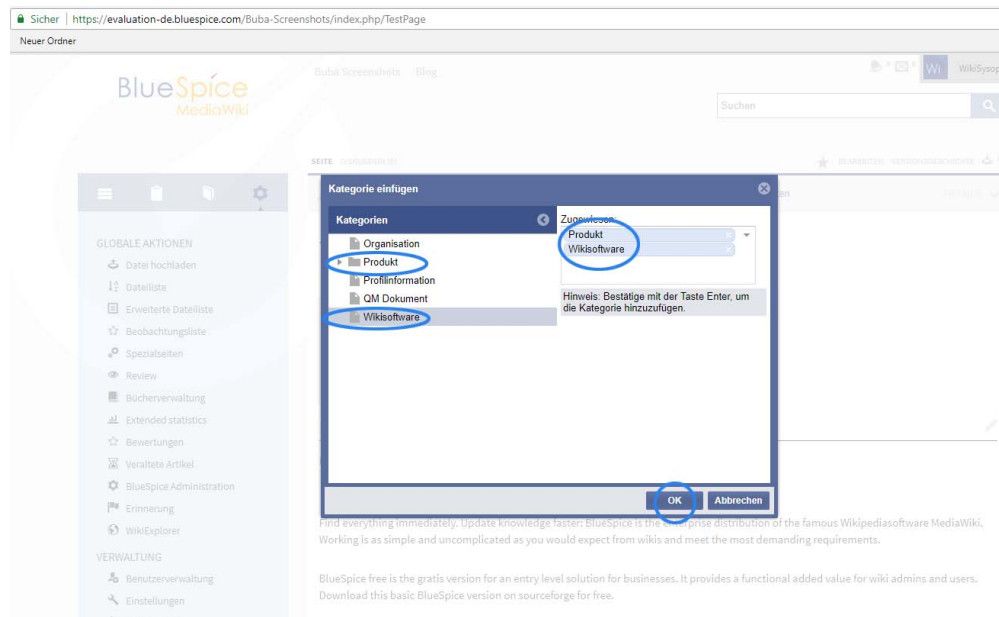 Sicher | https://evaluation-de.bluespice.com/Buba-Screenshots/index.php/TestPage
Neuer Ordner
BlueSpice
MediaWiki
Buba Screenshots Blog
Wi WikiSysop
Suchen
SEITE DISKUSSION (0)
BEARBEITEN VERSIONSGESCHICHTE
Kategorie einfügen
en
Kategorien
Organisation
Produkt
Profilinformation
QM Dokument
Wikisoftware
Zugewiesen:
Produkt
Wikisoftware
Hinweis: Bestätige mit der Taste Enter, um
die Kategorie hinzuzufügen.
OK Abbrechen
GLOBALE AKTIONEN
Datei hochladen
Dateiliste
Erweiterte Dateiliste
Beobachtungsliste
Spezialseiten
Review
Bücherverwaltung
Extended statistics
Bewertungen
Veraltete Artikel
BlueSpice Administration
Erinnerung
WikiExplorer
VERWALTUNG
Benutzerverwaltung
Einstellungen
Find everything immediately. Update knowledge faster: BlueSpice is the enterprise distribution of the famous Wikipediasoftware MediaWiki,
Working is as simple and uncomplicated as you would expect from wikis and meet the most demanding requirements.
BlueSpice free is the gratis version for an entry level solution for businesses. It provides a functional added value for wiki admins and users.
Download this basic BlueSpice version on sourceforge for free.